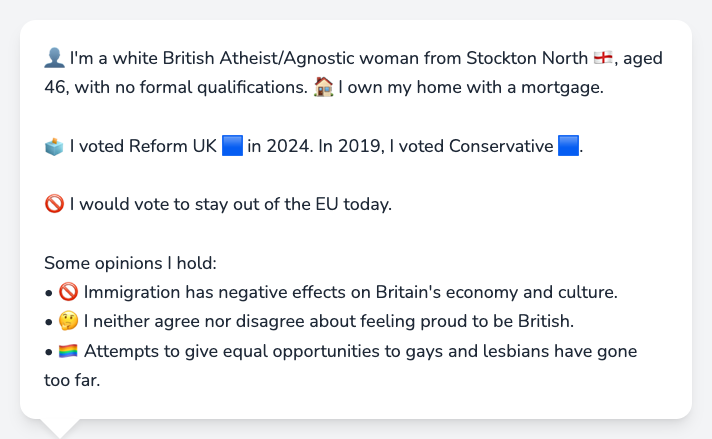 👤 I'm a white British Atheist/Agnostic woman from Stockton North 🏴󠁧󠁢󠁥󠁮󠁧󠁿, aged
46, with no formal qualifications. 🏠 I own my home with a mortgage.
🗳️ I voted Reform UK 🟦 in 2024. In 2019, I voted Conservative 🟦.
🚫 I would vote to stay out of the EU today.
Some opinions I hold:
• 🚫 Immigration has negative effects on Britain's economy and culture.
• 🤔 I neither agree nor disagree about feeling proud to be British.
• 🏳️‍🌈 Attempts to give equal opportunities to gays and lesbians have gone
too far.